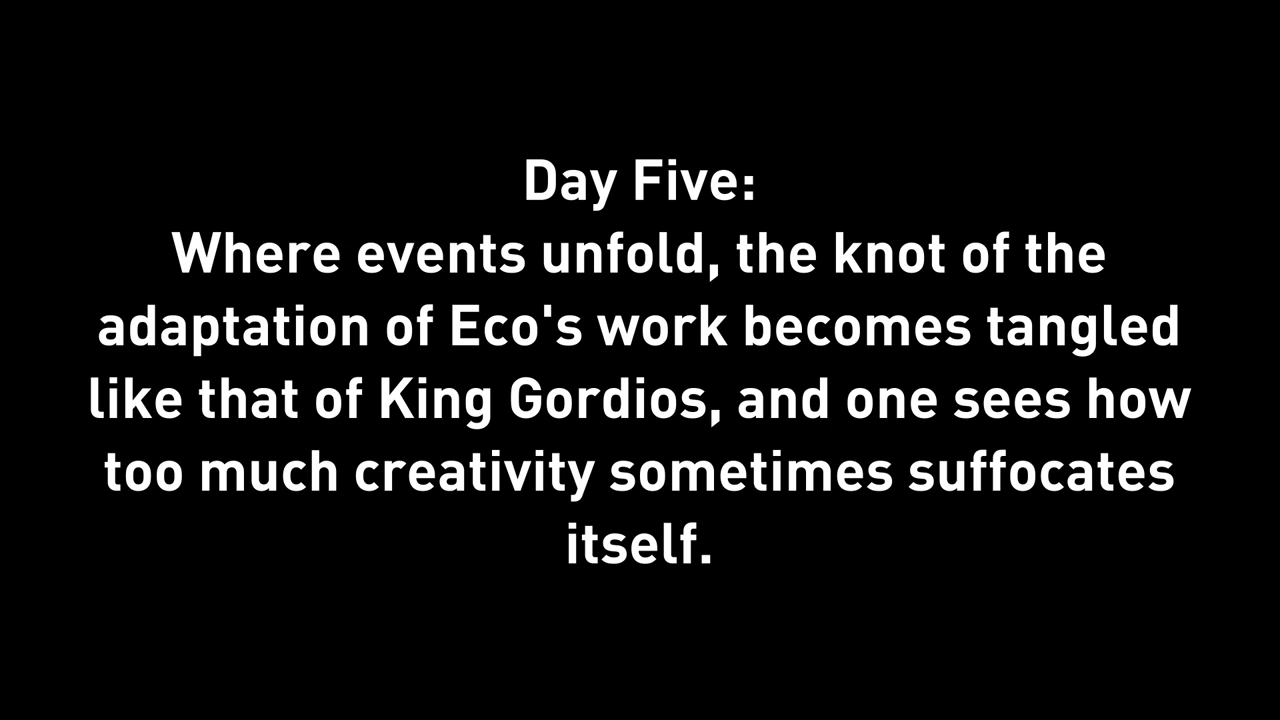 Day Five:
Where events unfold, the knot of the
adaptation of Eco's work becomes tangled
like that of King Gordios, and one sees how
too much creativity sometimes suffocates
itself.